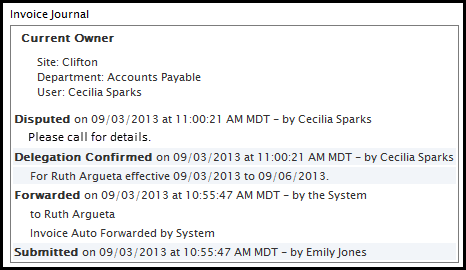 Invoice Journal
Current Owner
Site: Clifton
Department: Accounts Payable
User: Cecilia Sparks
Disputed on 09/03/2013 at 11:00:21 AM MDT - by Cecilia Sparks
Please call for details.
Delegation Confirmed on 09/03/2013 at 11:00:21 AM MDT - by Cecilia Sparks
For Ruth Argueta effective 09/03/2013 to 09/06/2013.
Forwarded on 09/03/2013 at 10:55:47 AM MDT - by the System
to Ruth Argueta
Invoice Auto Forwarded by System
Submitted on 09/03/2013 at 10:55:47 AM MDT - by Emily Jones